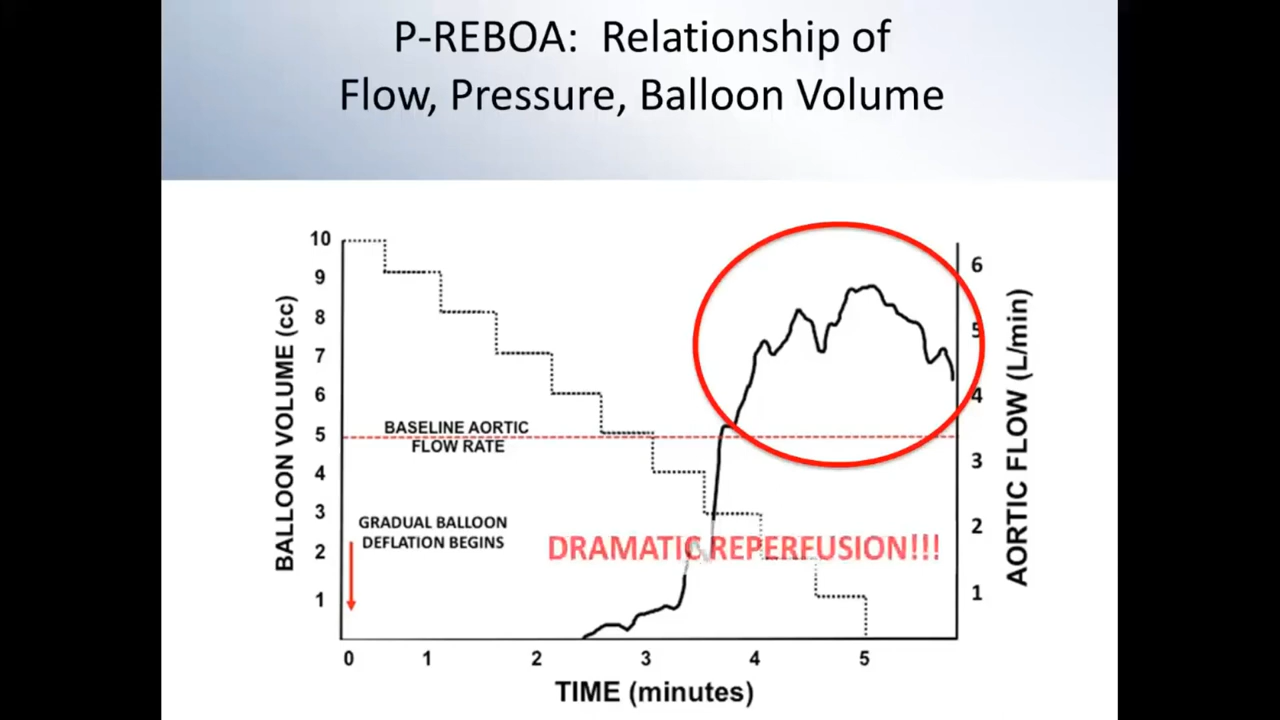 P-REBOA: Relationship of
Flow, Pressure, Balloon Volume
BALLOON VOLUME (cc)
10
9
8
7
6
5
4
3
2
1
BASELINE AORTIC
FLOW RATE
GRADUAL BALLOON
DEFLATION BEGINS
DRAMATIC REPERFUSION!!!
6
5
4
3
2
1
AORTIC FLOW (L/min)
0 1 2 3 4 5
TIME (minutes)